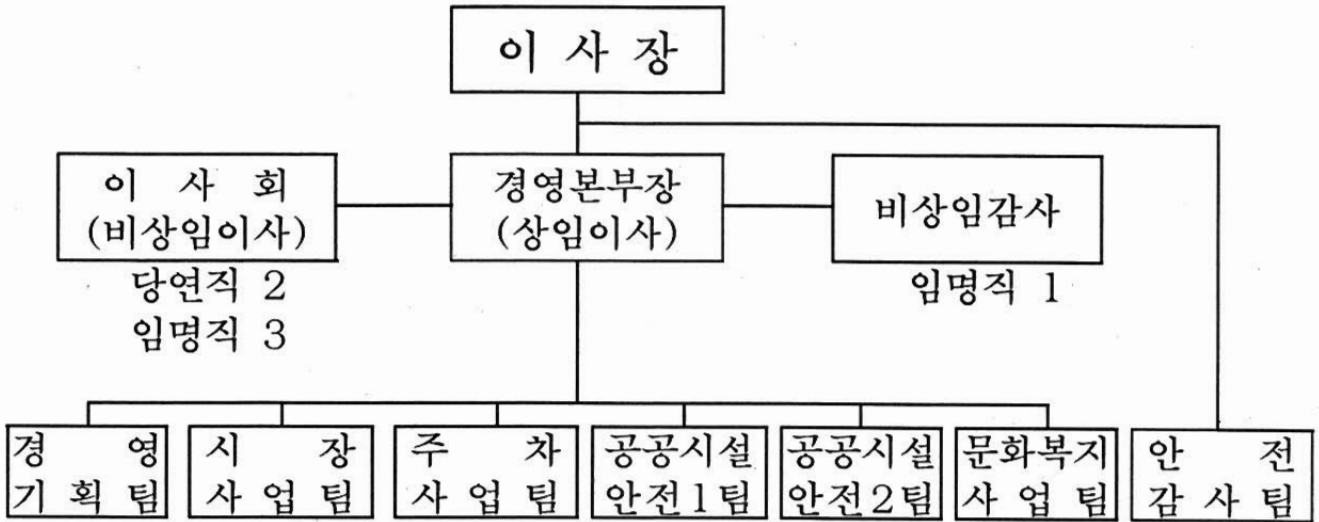 이 사 장
이 사 회
(비상임이사)
당연직 2
임명직 3
경영본부장
(상임이사)
비상임감사
임명직 1
경 영
기 획 팀
시 장
사 업 팀
주 차
사 업 팀
공공시설
안전1팀
공공시설
안전2팀
문화복지
사 업 팀
안 전
감 사 팀